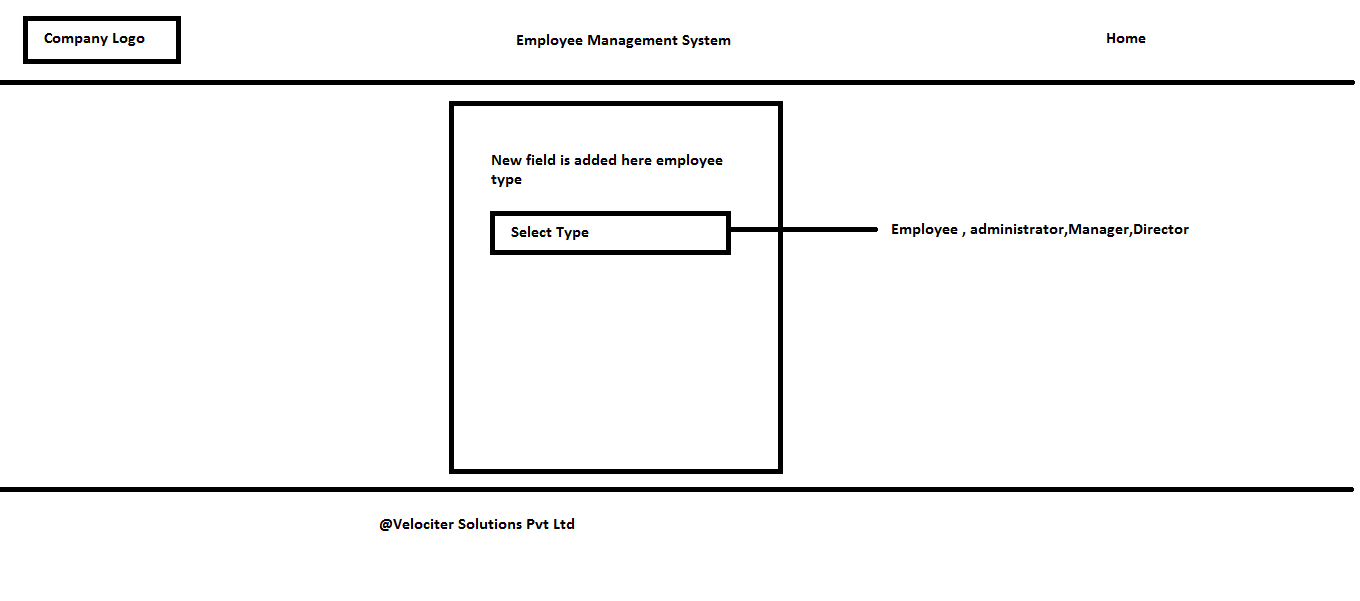 Company Logo
Employee Management System
Home
New field is added here employee
type
Select Type
Employee , administrator,Manager,Director
@Velociter Solutions Pvt Ltd